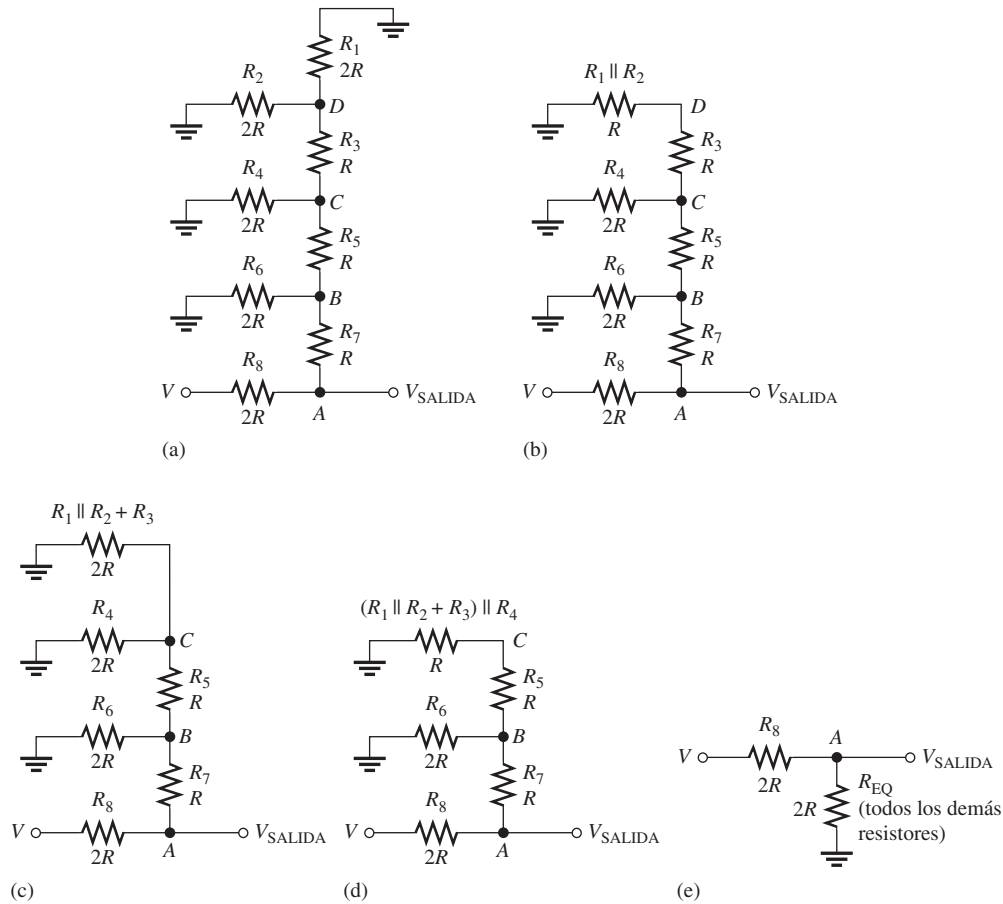 R1
2R
R2
2R
D
R3
R
R4
2R
C
R5
R
R6
2R
B
R7
R
R8
V
2R
A
VSALIDA
(a)
R1 || R2
R
D
R3
R
R4
2R
C
R5
R
R6
2R
B
R7
R
R8
V
2R
A
VSALIDA
(b)
R1 || R2 + R3
2R
R4
2R
C
R5
R
R6
2R
B
R7
R
R8
V
2R
A
VSALIDA
(c)
(R1 || R2 + R3) || R4
R
C
R5
R
R6
2R
B
R7
R
R8
V
2R
A
VSALIDA
(d)
R8
V
2R
A
VSALIDA
2R
REQ
(todos los demás
resistores)
(e)